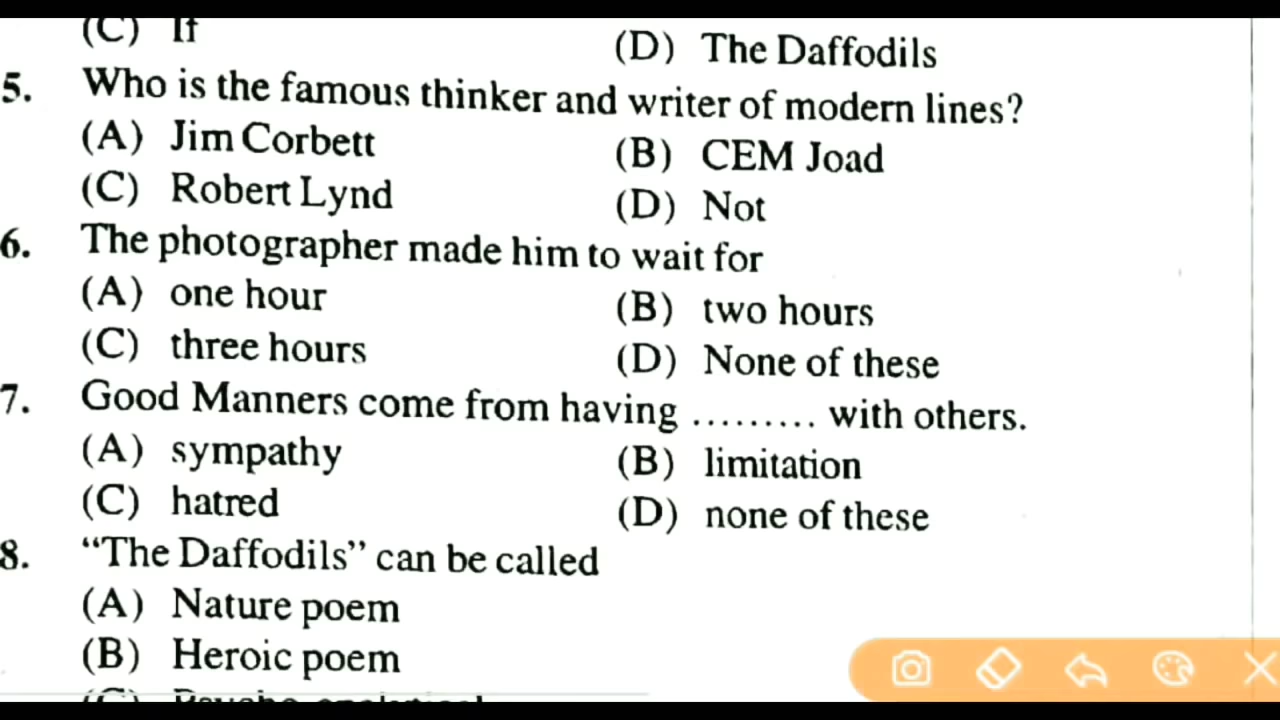 (C) If
(D) The Daffodils
5. Who is the famous thinker and writer of modern lines?
(A) Jim Corbett
(B) CEM Joad
(C) Robert Lynd
(D) Not
6. The photographer made him to wait for
(A) one hour
(B) two hours
(C) three hours
(D) None of these
7. Good Manners come from having ......... with others.
(A) sympathy
(B) limitation
(C) hatred
(D) none of these
8. “The Daffodils” can be called
(A) Nature poem
(B) Heroic poem
(C)